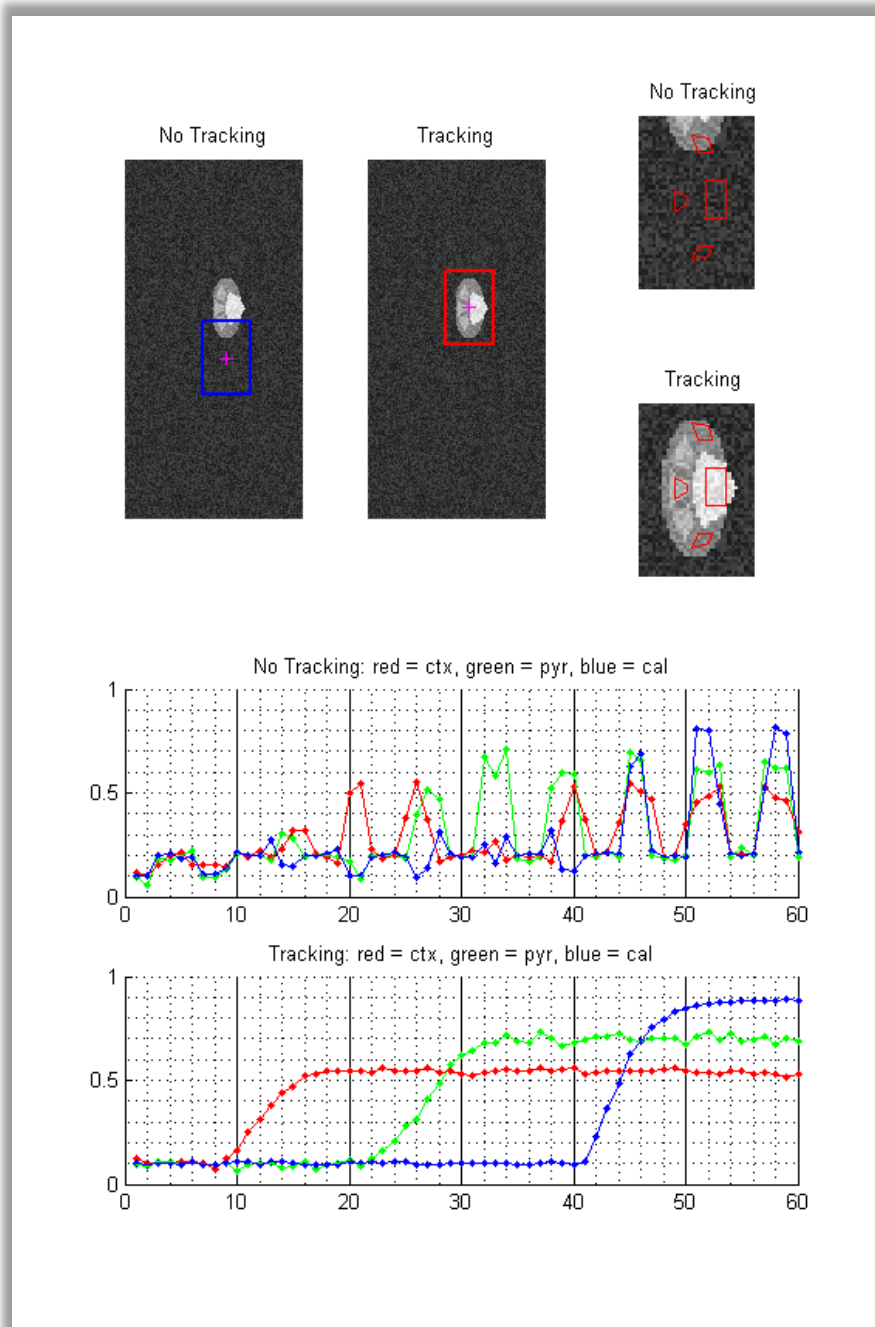 No Tracking
No Tracking
Tracking
Tracking
No Tracking: red = ctx, green = pyr, blue = cal
1
0.5
0
0 10 20 30 40 50 60
Tracking: red = ctx, green = pyr, blue = cal
1
0.5
0
0 10 20 30 40 50 60